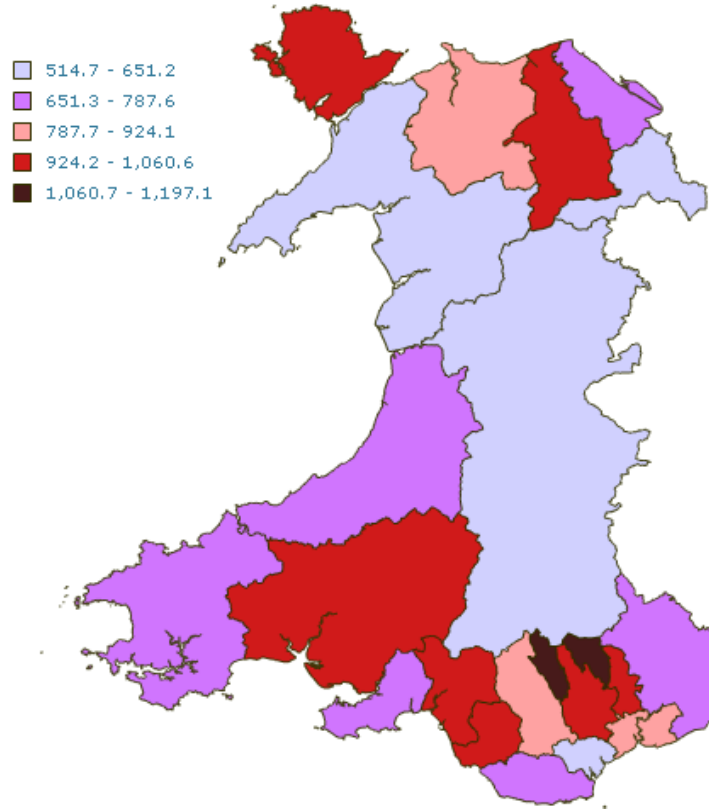 514.7 - 651.2
651.3 - 787.6
787.7 - 924.1
924.2 - 1,060.6
1,060.7 - 1,197.1